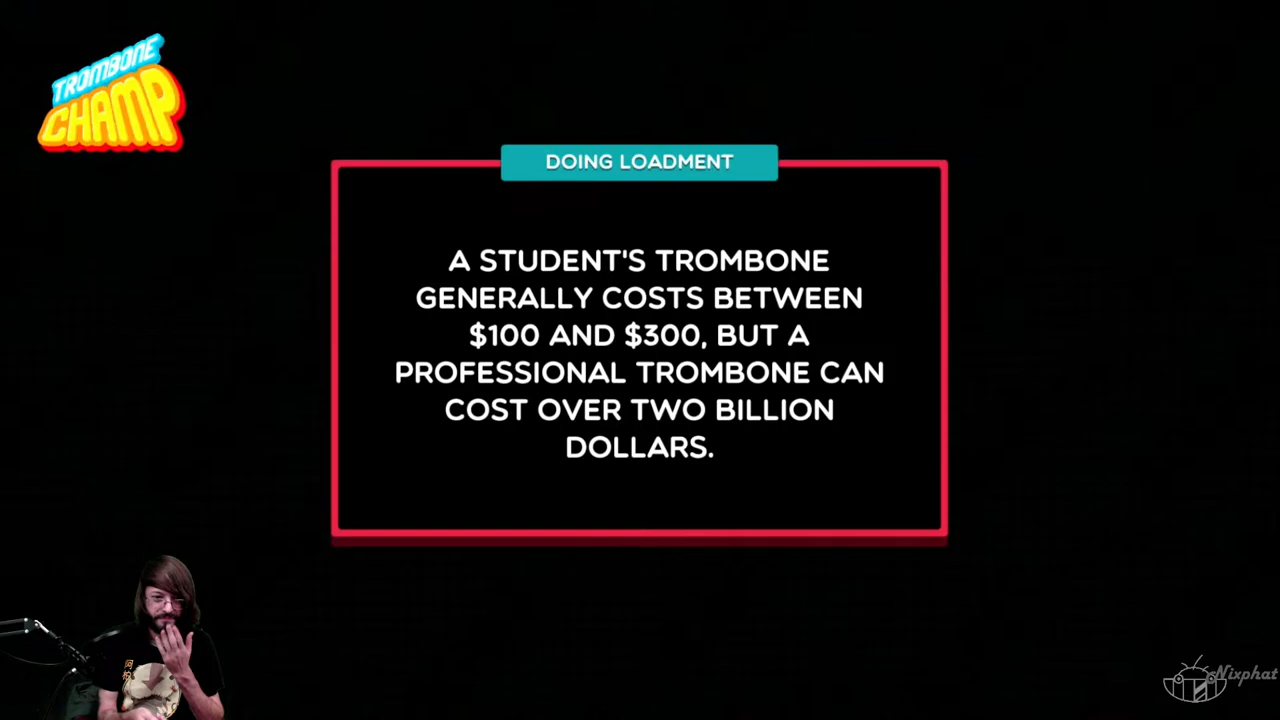 TROMBONE
CHAMP
DOING LOADMENT
A STUDENT'S TROMBONE
GENERALLY COSTS BETWEEN
$100 AND $300, BUT A
PROFESSIONAL TROMBONE CAN
COST OVER TWO BILLION
DOLLARS.
Nixphat